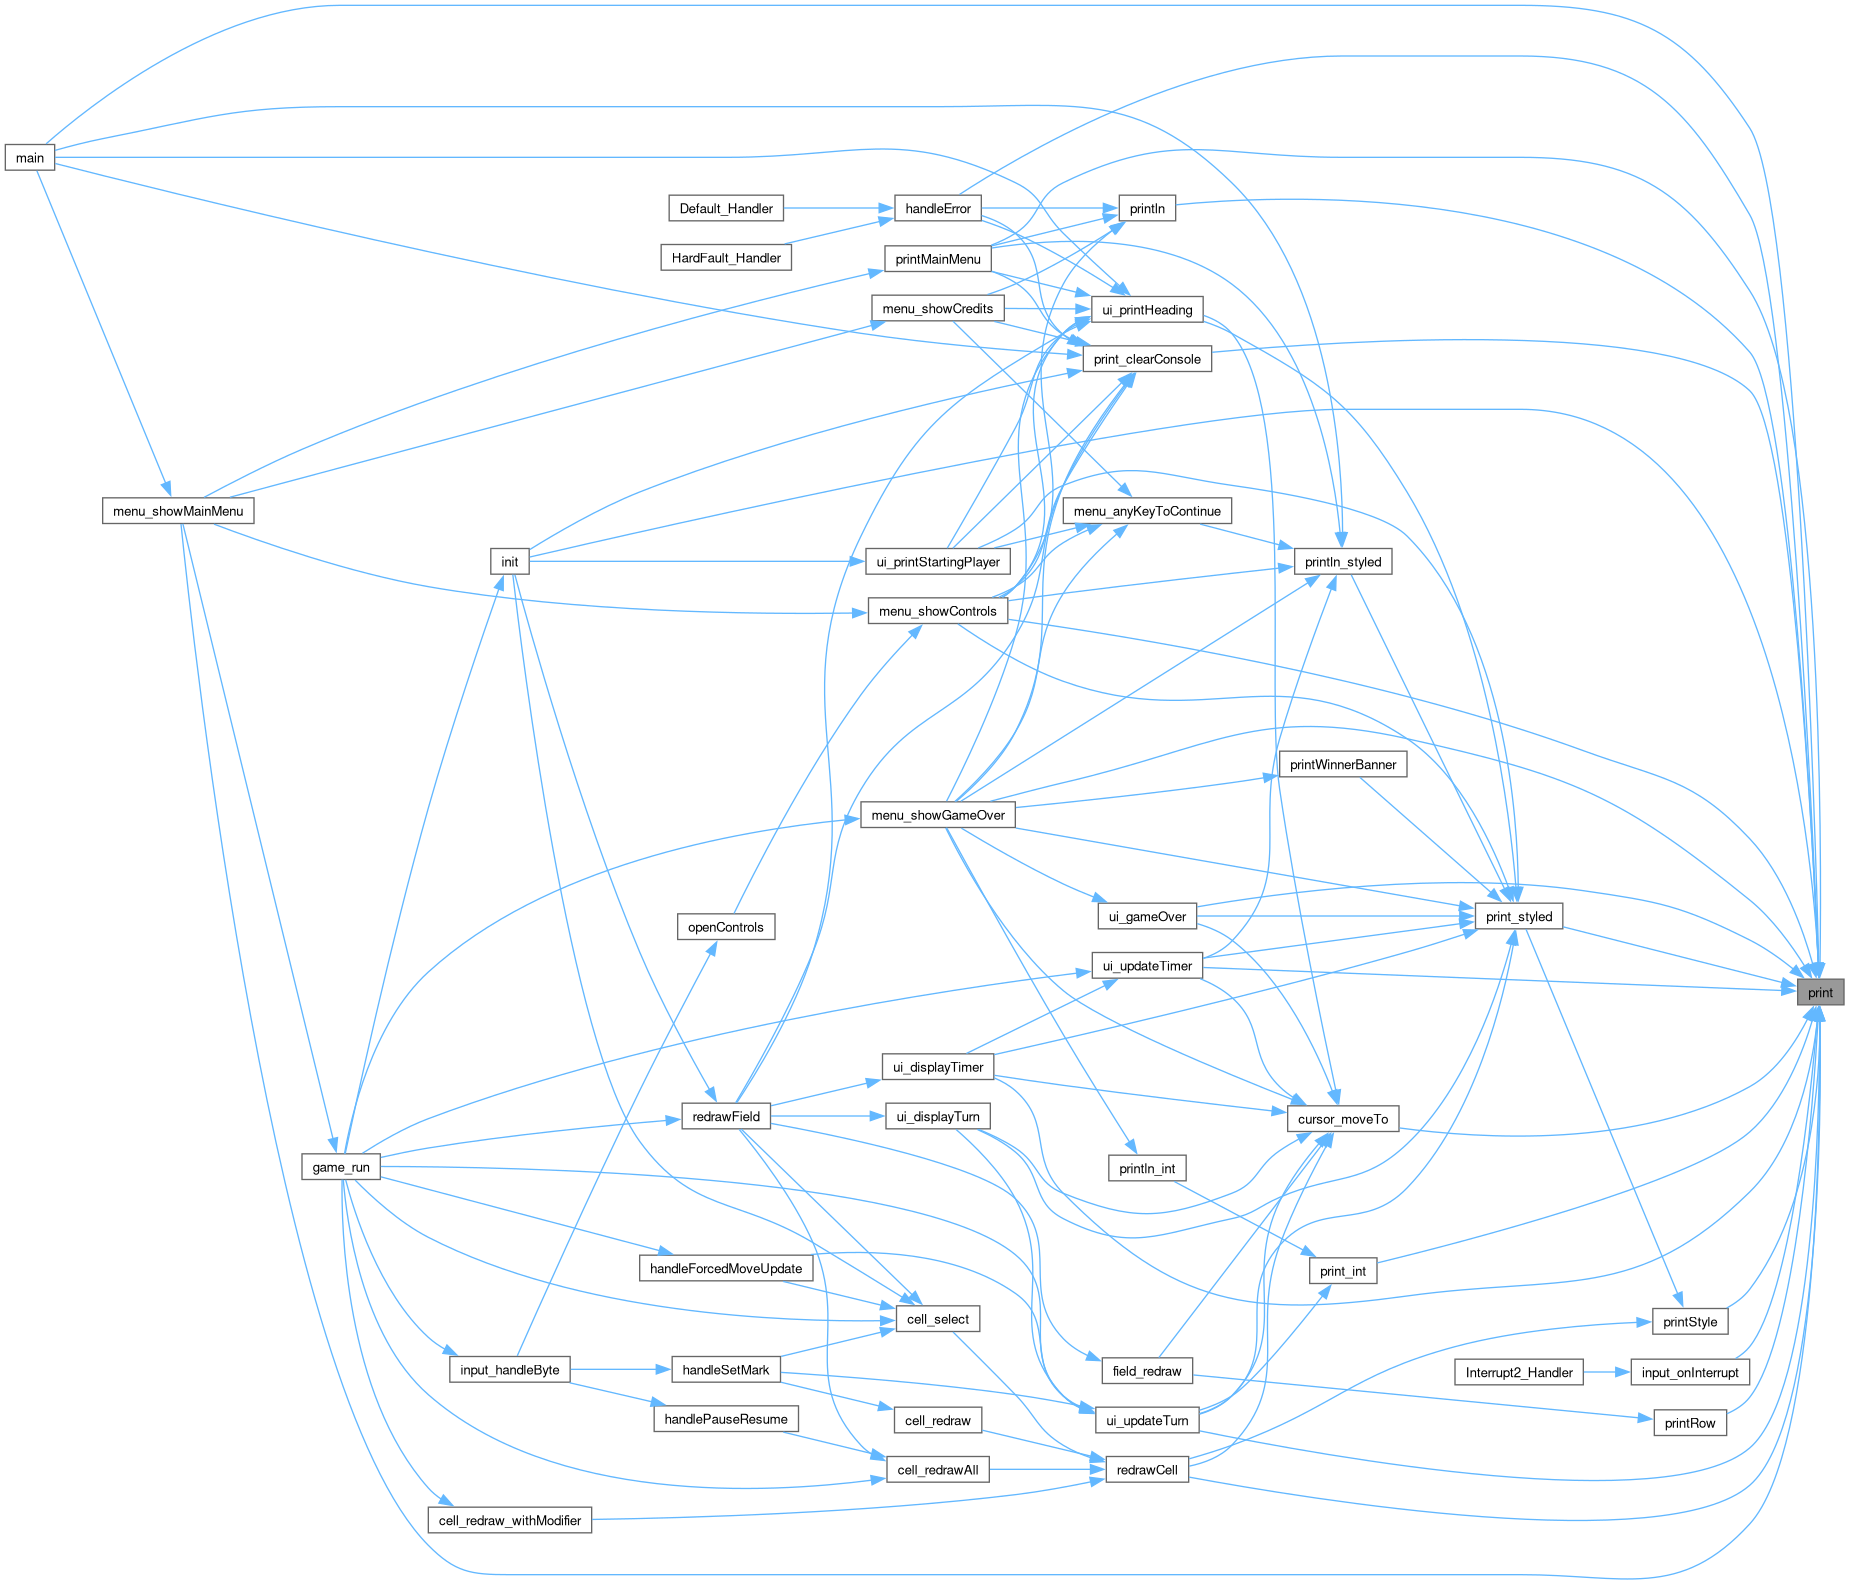 main
Default_Handler
handleError
println
HardFault_Handler
printMainMenu
menu_showCredits
ui_printHeading
print_clearConsole
menu_showMainMenu
menu_anyKeyToContinue
init
ui_printStartingPlayer
println_styled
menu_showControls
printWinnerBanner
menu_showGameOver
openControls
ui_gameOver
print_styled
ui_updateTimer
print
ui_displayTimer
redrawField
ui_displayTurn
cursor_moveTo
game_run
println_int
handleForcedMoveUpdate
print_int
cell_select
printStyle
input_handleByte
handleSetMark
field_redraw
Interrupt2_Handler
input_onInterrupt
handlePauseResume
cell_redraw
ui_updateTurn
printRow
cell_redrawAll
redrawCell
cell_redraw_withModifier